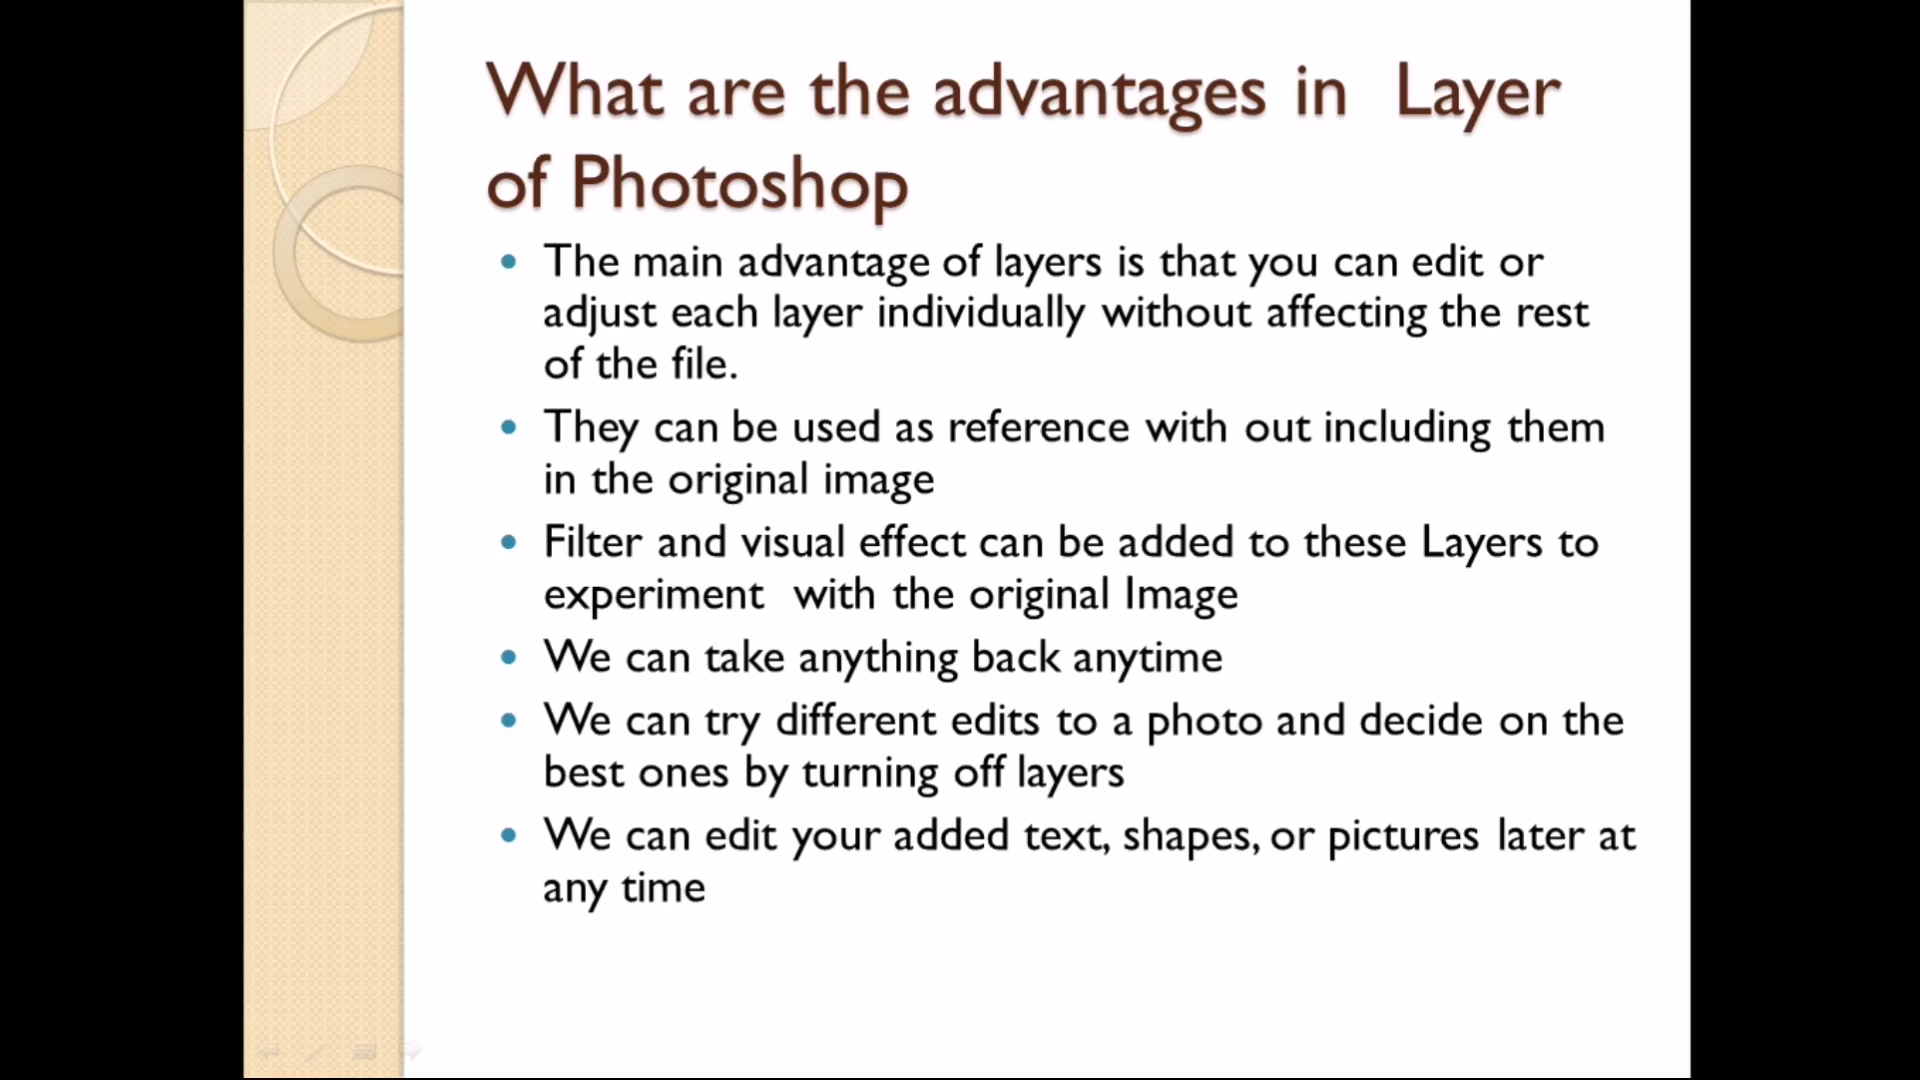 What are the advantages in  Layer
of Photoshop
• The main advantage of layers is that you can edit or
adjust each layer individually without affecting the rest
of the file.
• They can be used as reference with out including them
in the original image
• Filter and visual effect can be added to these Layers to
experiment  with the original Image
• We can take anything back anytime
• We can try different edits to a photo and decide on the
best ones by turning off layers
• We can edit your added text, shapes, or pictures later at
any time